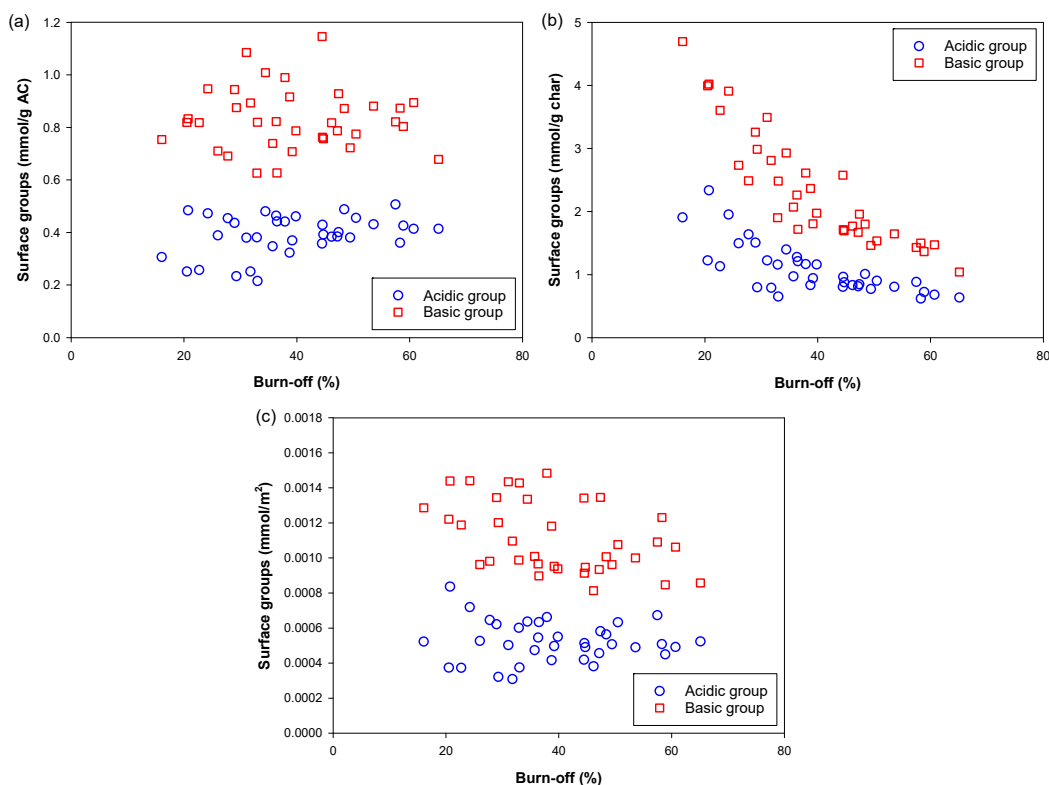 (a)
Surface groups (mmol/g AC)
1.2
1.0
0.8
0.6
0.4
0.2
0.0
Acidic group
Basic group
0 20 40 60 80
Burn-off (%)
(b)
Surface groups (mmol/g char)
5
4
3
2
1
0
Acidic group
Basic group
0 20 40 60 80
Burn-off (%)
(c)
Surface groups (mmol/m²)
0.0018
0.0016
0.0014
0.0012
0.0010
0.0008
0.0006
0.0004
0.0002
0.0000
Acidic group
Basic group
0 20 40 60 80
Burn-off (%)